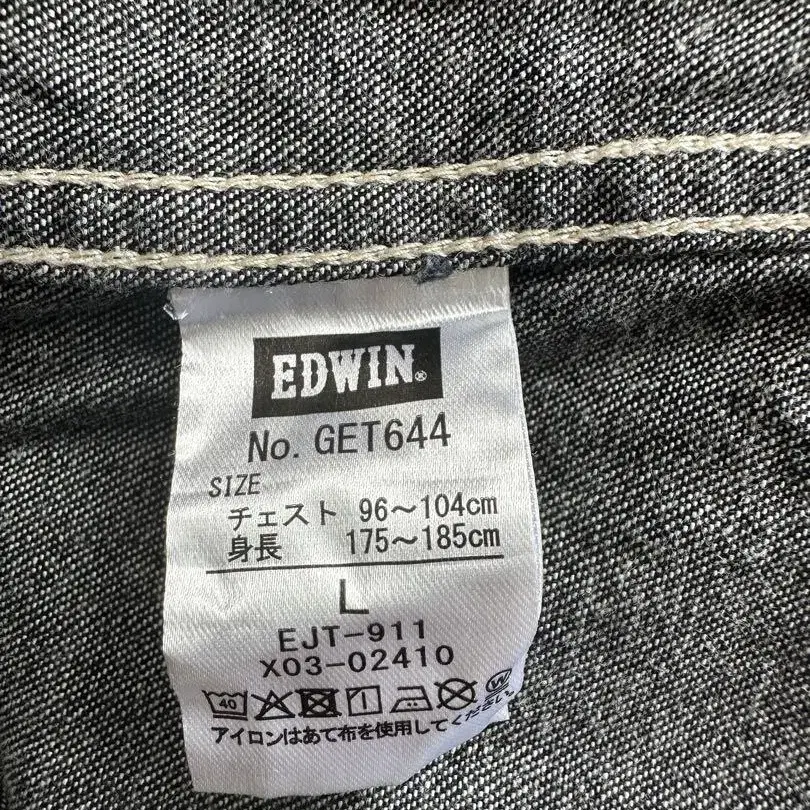 EDWIN®
No. GET644
SIZE
チェスト 96～104cm
身長 175～185cm
L
EJT-911
X03-02410
40 W
アイロンはあて布を使用してください。